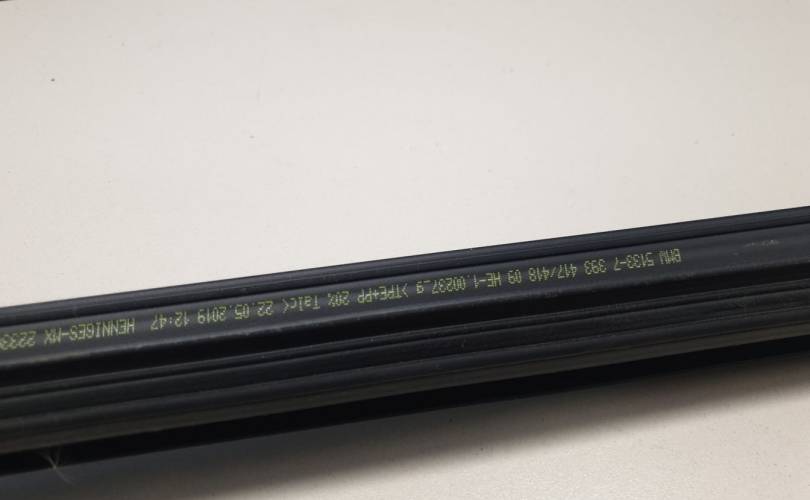 BMW 5133-7 393 417/418 09 HE-1.00237_9 >TPE+PP 20% Talc< 22.05.2019 12:47 HENNIGES-MX